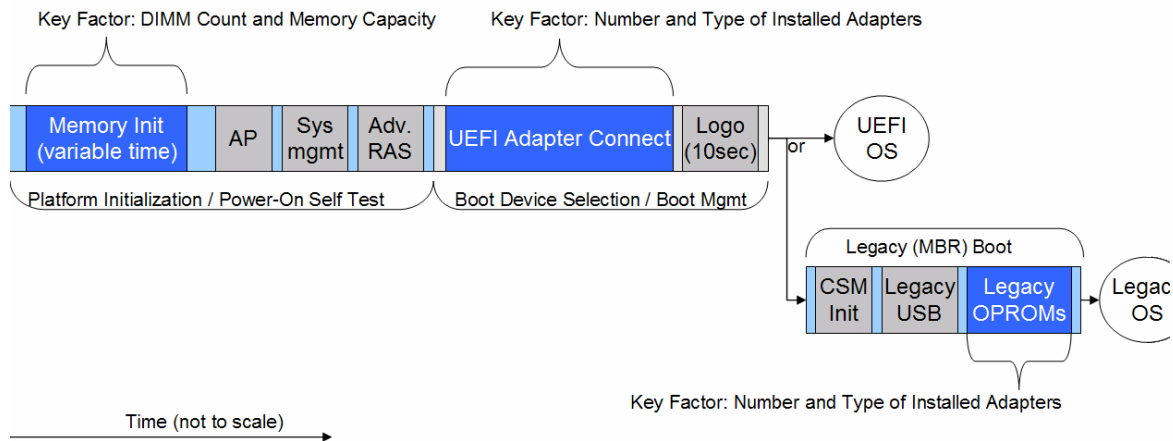 Key Factor: DIMM Count and Memory Capacity
Key Factor: Number and Type of Installed Adapters
Memory Init
(variable time)
AP
Sys
mgmt
Adv.
RAS
UEFI Adapter Connect
Logo
(10sec)
or
UEFI
OS
Platform Initialization / Power-On Self Test
Boot Device Selection / Boot Mgmt
Legacy (MBR) Boot
CSM
Init
Legacy
USB
Legacy
OPROMs
Legacy
OS
Key Factor: Number and Type of Installed Adapters
Time (not to scale)